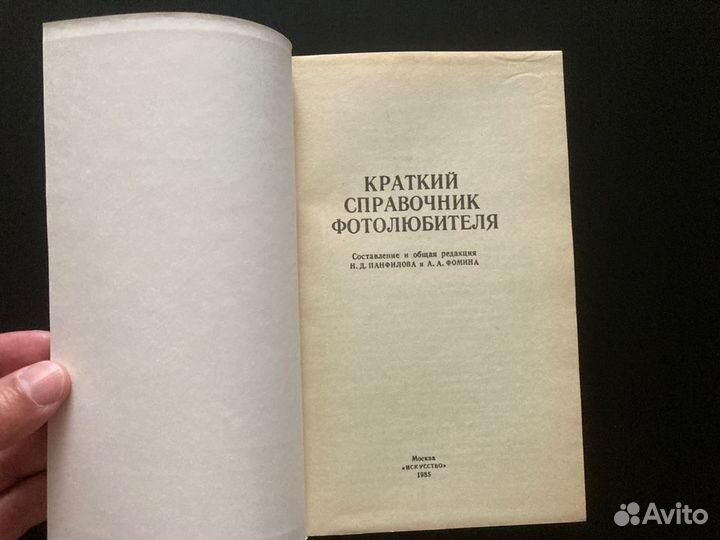 КРАТКИЙ
СПРАВОЧНИК
ФОТОЛЮБИТЕЛЯ
Составление и общая редакция
Н. Д. ПАНФИЛОВА и А. А. ФОМИНА
Москва
«ИСКУССТВО»
1985
Avito